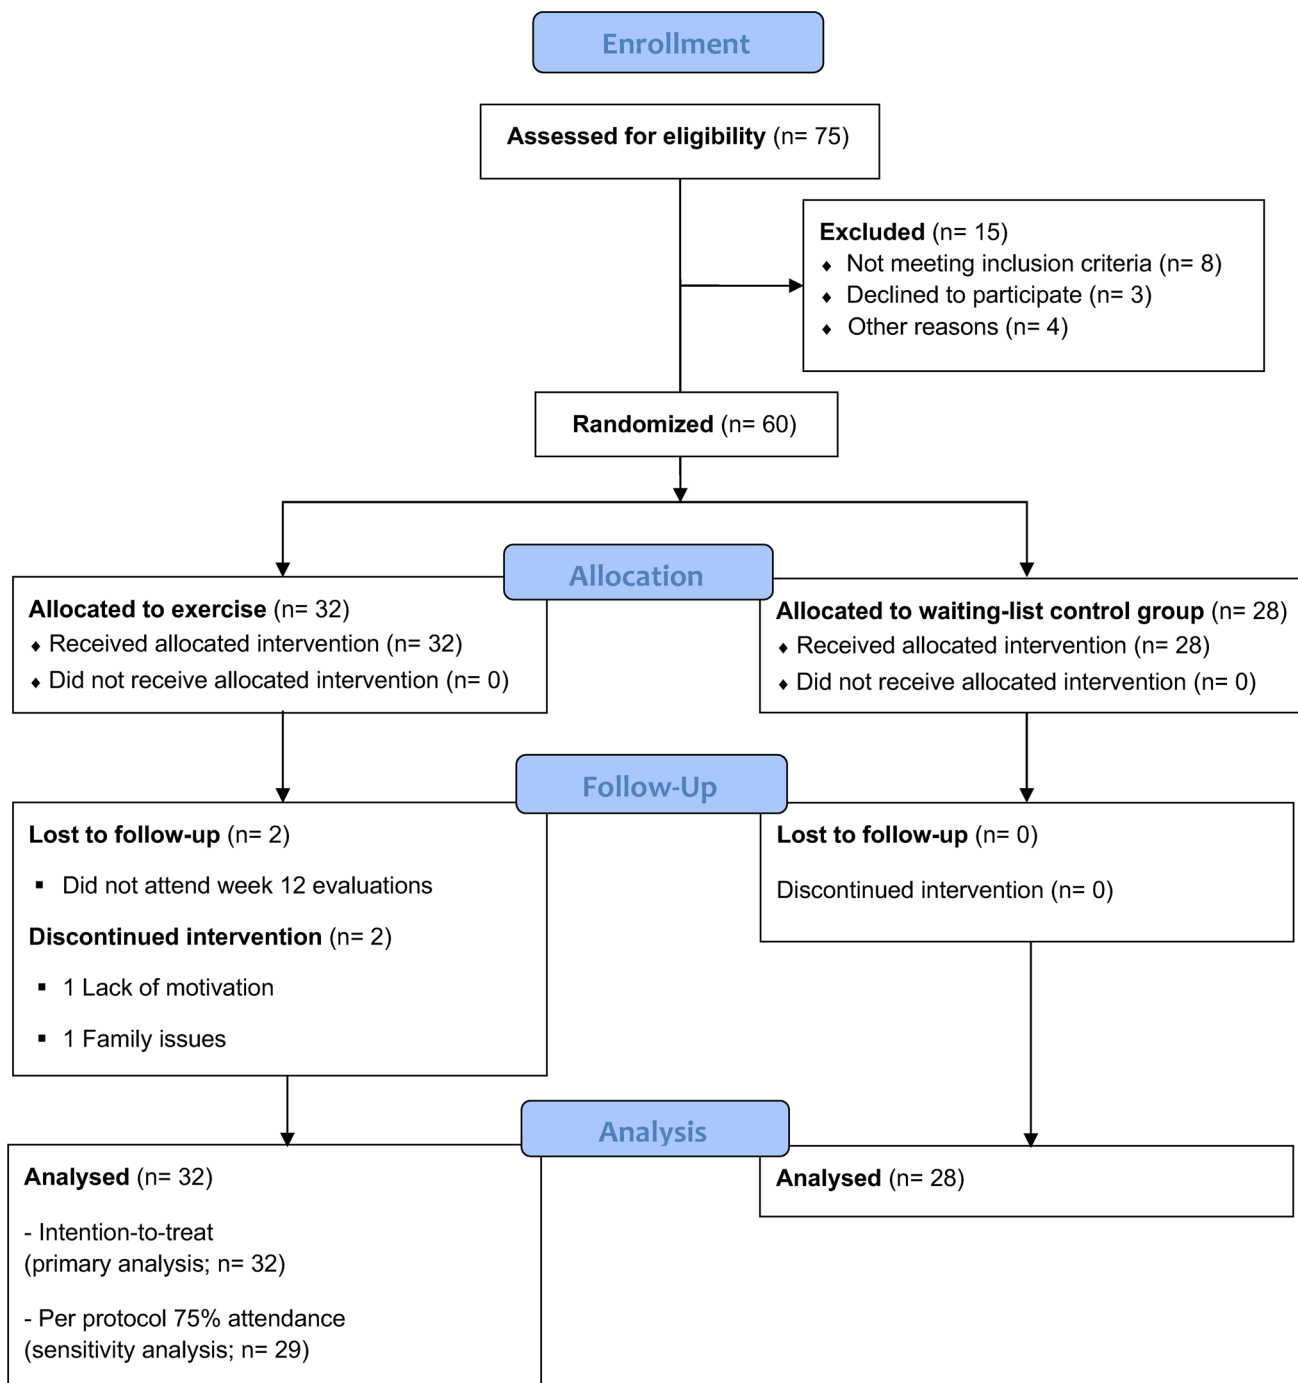 Enrollment
Assessed for eligibility (n= 75)
Excluded (n= 15)
♦ Not meeting inclusion criteria (n= 8)
♦ Declined to participate (n= 3)
♦ Other reasons (n= 4)
Randomized (n= 60)
Allocation
Allocated to exercise (n= 32)
♦ Received allocated intervention (n= 32)
♦ Did not receive allocated intervention (n= 0)
Allocated to waiting-list control group (n= 28)
♦ Received allocated intervention (n= 28)
♦ Did not receive allocated intervention (n= 0)
Follow-Up
Lost to follow-up (n= 2)
▪ Did not attend week 12 evaluations
Discontinued intervention (n= 2)
▪ 1 Lack of motivation
▪ 1 Family issues
Lost to follow-up (n= 0)
Discontinued intervention (n= 0)
Analysis
Analysed (n= 32)
- Intention-to-treat
(primary analysis; n= 32)
- Per protocol 75% attendance
(sensitivity analysis; n= 29)
Analysed (n= 28)